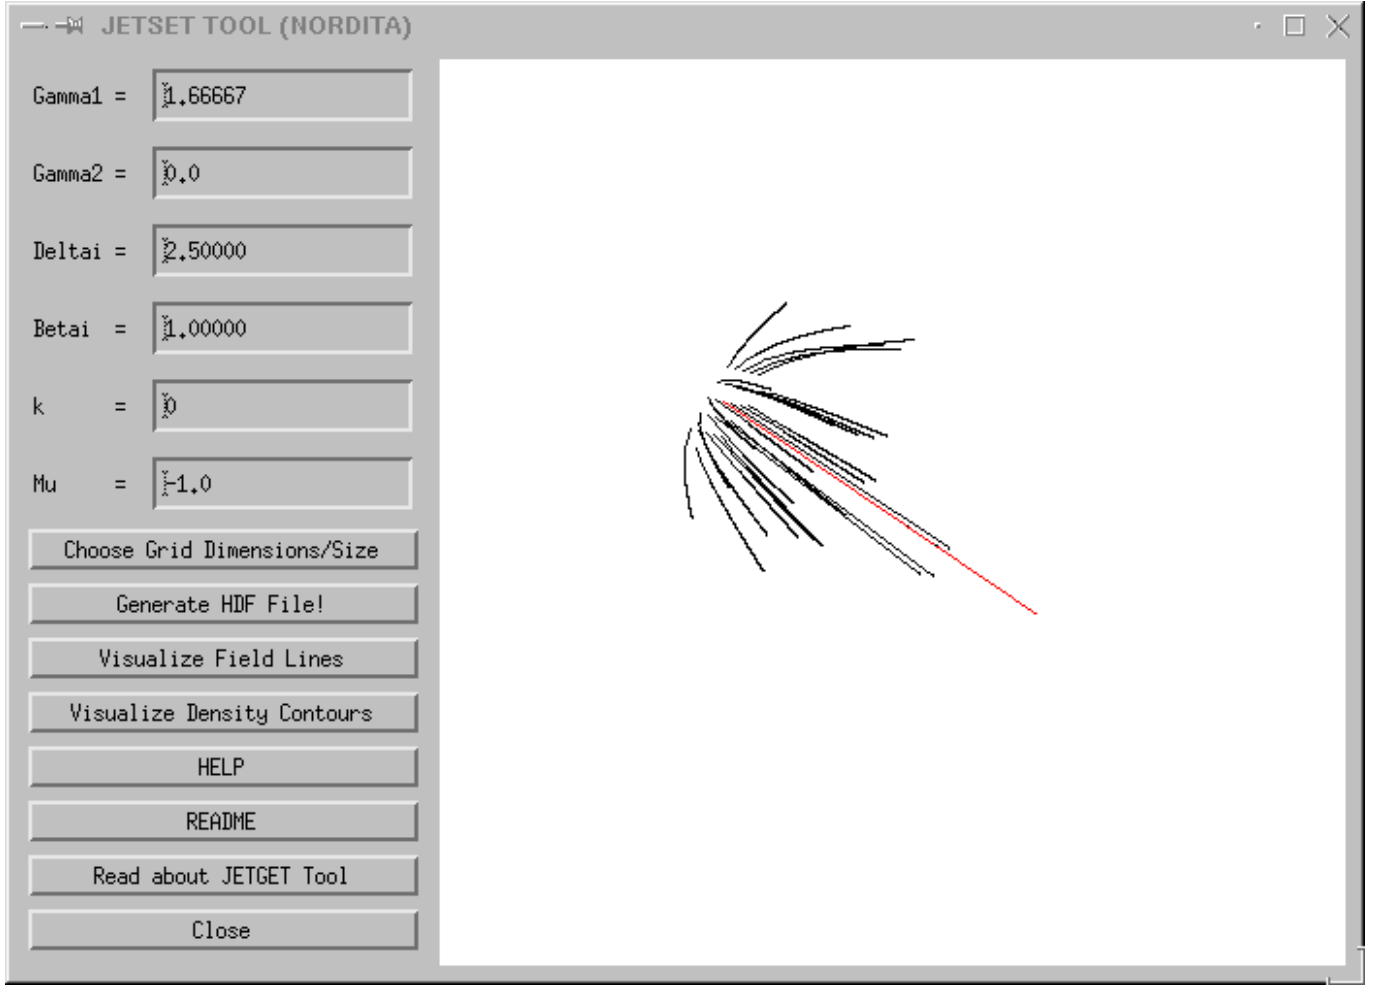 JETSET TOOL (NORDITA)
Gamma1 = 1.66667
Gamma2 = 0.0
Deltai = 2.50000
Betai = 1.00000
k = 0
Mu = -1.0
Choose Grid Dimensions/Size
Generate HDF File!
Visualize Field Lines
Visualize Density Contours
HELP
README
Read about JETGET Tool
Close